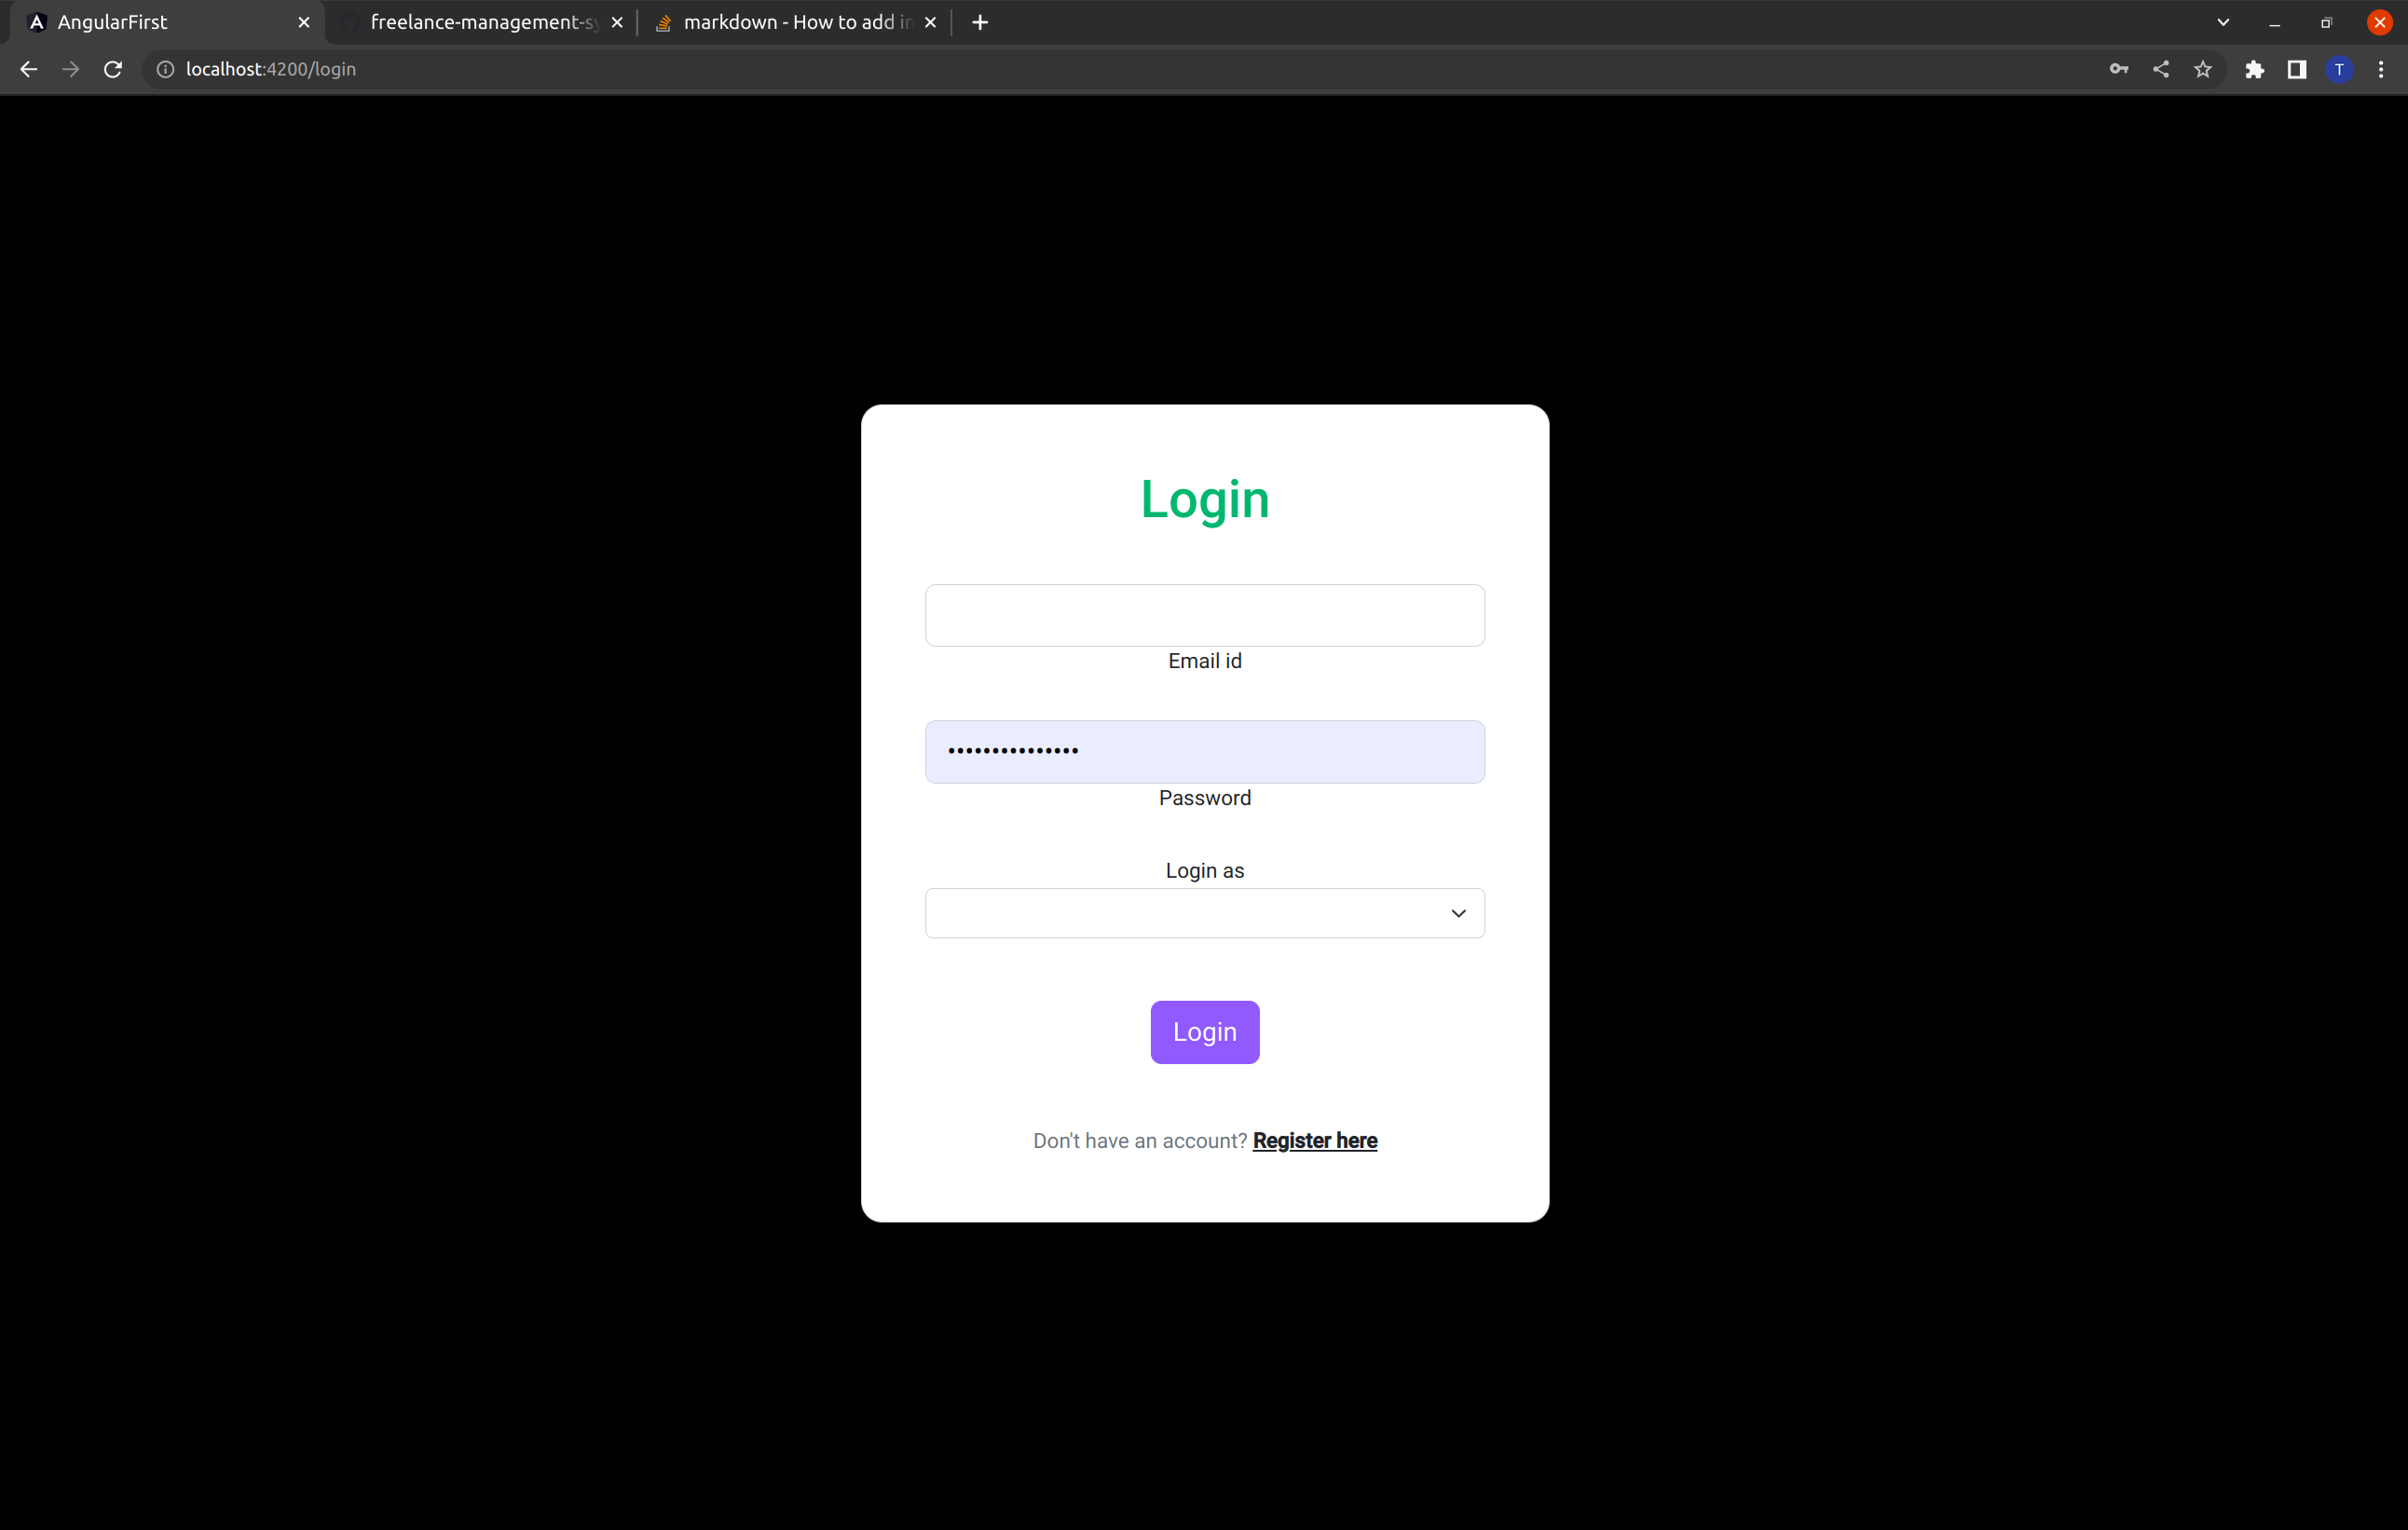 AngularFirst
freelance-management-sy
markdown - How to add in
localhost:4200/login
T
Login
Email id
•••••••••••••••
Password
Login as
Login
Don't have an account? Register here